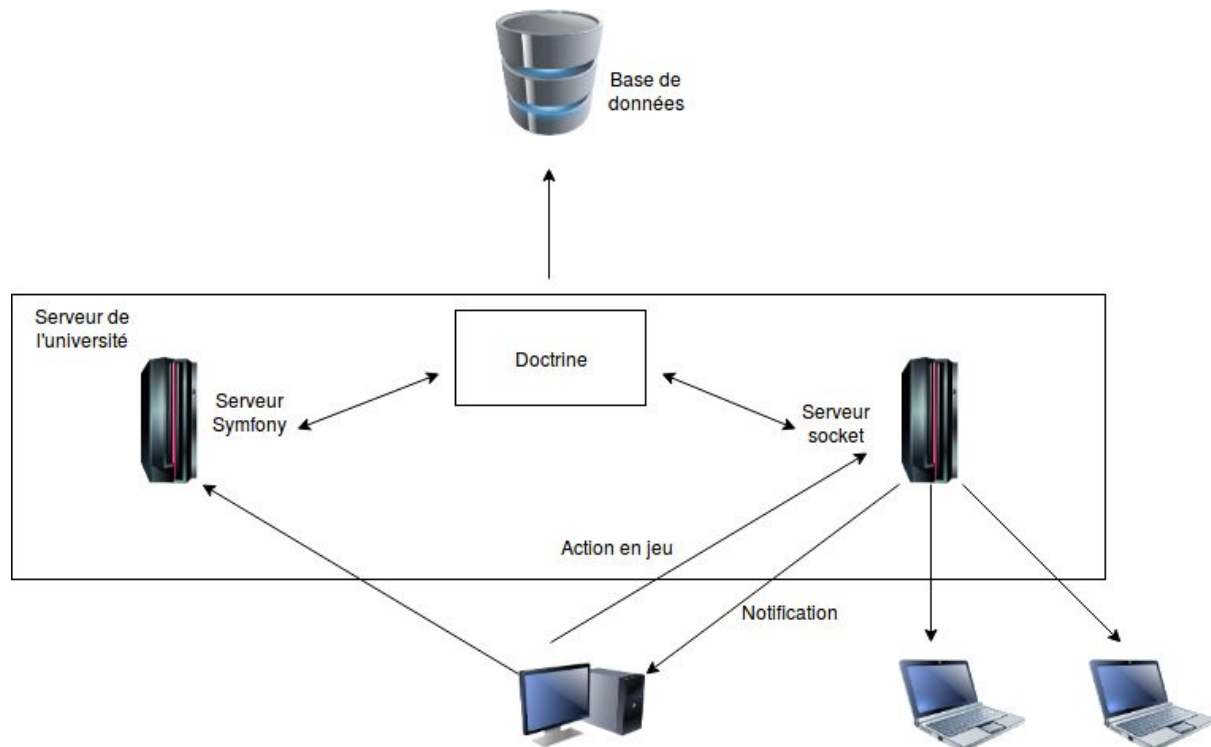 Base de
données
Serveur de
l'université
Doctrine
Serveur
Symfony
Serveur
socket
Action en jeu
Notification